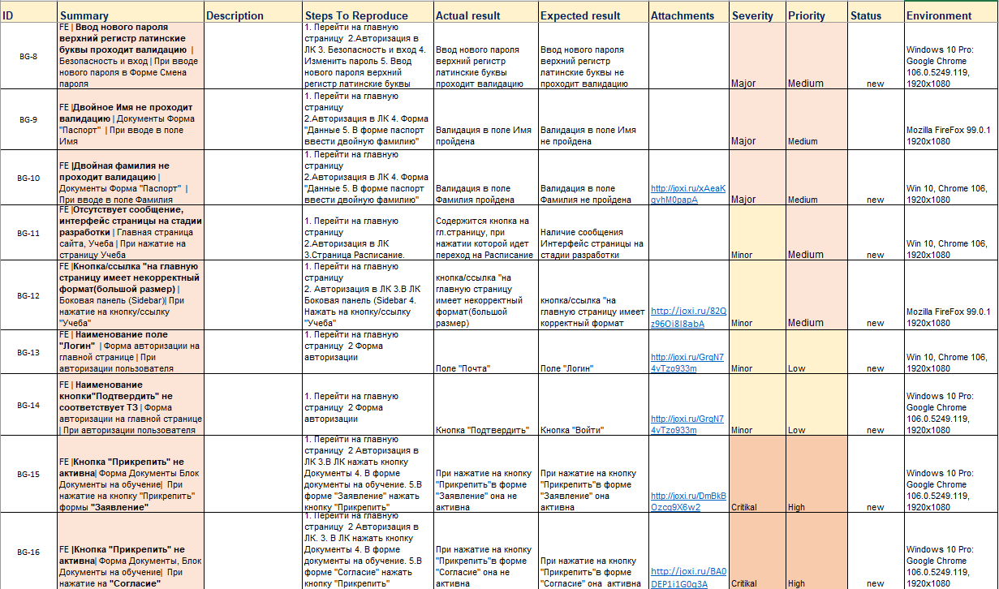 ID Summary Description Steps To Reproduce Actual result Expected result Attachments Severity Priority Status Environment
BG-8
FE | Ввод нового пароля
верхний регистр латинские
буквы проходит валидацию |
Безопасность и вход | При вводе
нового пароля в Форме Смена
пароля
1. Перейти на главную
страницу 2.Авторизация в
ЛК 3. Безопасность и вход 4.
Изменить пароль 5. Ввод
нового пароля верхний
регистр латинские буквы
Ввод нового пароля
верхний регистр
латинские буквы
проходит валидацию
Ввод нового пароля
верхний регистр
латинские буквы не
проходит валидацию
Major
Medium
new
Windows 10 Pro:
Google Chrome
106.0.5249.119,
1920x1080
BG-9
FE |Двойное Имя не проходит
валидацию | Документы Форма
"Паспорт" | При вводе в поле
Имя
1. Перейти на главную
страницу
2.Авторизация в ЛК 4. Форма
"Данные 5. В форме паспорт
ввести двойную фамилию"
Валидация в поле Имя
пройдена
Валидация в поле Имя
не пройдена
Major
Medium
Mozilla FireFox 99.0.1
1920x1080
BG-10
FE |Двойная фамилия не
проходит валидацию |
Документы Форма "Паспорт" |
При вводе в поле Фамилия
1. Перейти на главную
страницу
2.Авторизация в ЛК 4. Форма
"Данные 5. В форме паспорт
ввести двойную фамилию"
Валидация в поле
Фамилия пройдена
Валидация в поле
Фамилия не пройдена
http://joxi.ru/xAeaK
gvhM0papA
Major
Medium
new
Win 10, Chrome 106,
1920x1080
BG-11
FE |Отсутствует сообщение,
интерфейс страницы на стадии
разработки | Главная страница
сайта, Учеба | При нажатие на
страницу Учеба
1. Перейти на главную
страницу
2.Авторизация в ЛК
3.Страница Расписание.
Содержится кнопка на
гл.страницу, при
нажатии которой идет
переход на Расписание
Наличие сообщения
Интерфейс страницы на
стадии разработки
Minor
Medium
new
Win 10, Chrome 106,
1920x1080
BG-12
FE |Кнопка/ссылка "на главную
страницу имеет некорректный
формат(большой размер) |
Боковая панель (Sidebar)| При
нажатие на кнопку/ссылку
"Учеба"
1. Перейти на главную
страницу
2. Авторизация в ЛК 3.В ЛК
Боковая панель (Sidebar 4.
Нажать на кнопку/ссылку
"Учеба"
кнопка/ссылка "на
главную страницу
имеет некорректный
формат(большой
размер)
кнопка/ссылка "на
главную страницу имеет
корректный формат
http://joxi.ru/82Q
z96Oi8I8abA
Minor
Medium
new
Mozilla FireFox 99.0.1
1920x1080
BG-13
FE | Наименование поле
"Логин" | Форма авторизации на
главной странице | При
авторизации пользователя
1. Перейти на главную
страницу 2 Форма
авторизации
Поле "Почта"
Поле "Логин"
http://joxi.ru/GrqN7
4vTzo933m
Minor
Low
new
Win 10, Chrome 106,
1920x1080
BG-14
FE | Наименование
кнопки"Подтвердить" не
соответствует ТЗ | Форма
авторизации на главной странице
| При авторизации пользователя
1. Перейти на главную
страницу 2 Форма
авторизации
Кнопка "Подтвердить"
Кнопка "Войти"
http://joxi.ru/GrqN7
4vTzo933m
Minor
Low
new
Windows 10 Pro:
Google Chrome
106.0.5249.119,
1920x1080
BG-15
FE |Кнопка "Прикрепить" не
активна| Форма Документы Блок
Документы на обучение| При
нажатие на кнопку "Прикрепить"
формы "Заявление"
1. Перейти на главную
страницу 2 Авторизация в
ЛК 3.В ЛК нажать кнопку
Документы 4. В форме
документы на обучение. 5.В
форме "Заявление" нажать
кнопку "Прикрепить"
При нажатие на кнопку
"Прикрепить"в форме
"Заявление" она не
активна
При нажатие на кнопку
"Прикрепить"в форме
"Заявление" она
активна
http://joxi.ru/DmBkB
Ozcq9X6w2
Critikal
High
new
Windows 10 Pro:
Google Chrome
106.0.5249.119,
1920x1080
BG-16
FE |Кнопка "Прикрепить" не
активна| Форма Документы, Блок
Документы на обучение| При
нажатие на "Согласие"
1. Перейти на главную
страницу 2 Авторизация в
ЛК. 3. В ЛК нажать кнопку
Документы 4. В форме
документы на обучение. 5.В
форме "Согласие" нажать
кнопку "Прикрепить"
При нажатие на кнопку
"Прикрепить"в форме
"Согласие" она не
активна
При нажатие на кнопку
"Прикрепить"в форме
"Согласие" она активна
http://joxi.ru/BA0
DEP1i1G0g3A
Critikal
High
new
Windows 10 Pro:
Google Chrome
106.0.5249.119,
1920x1080